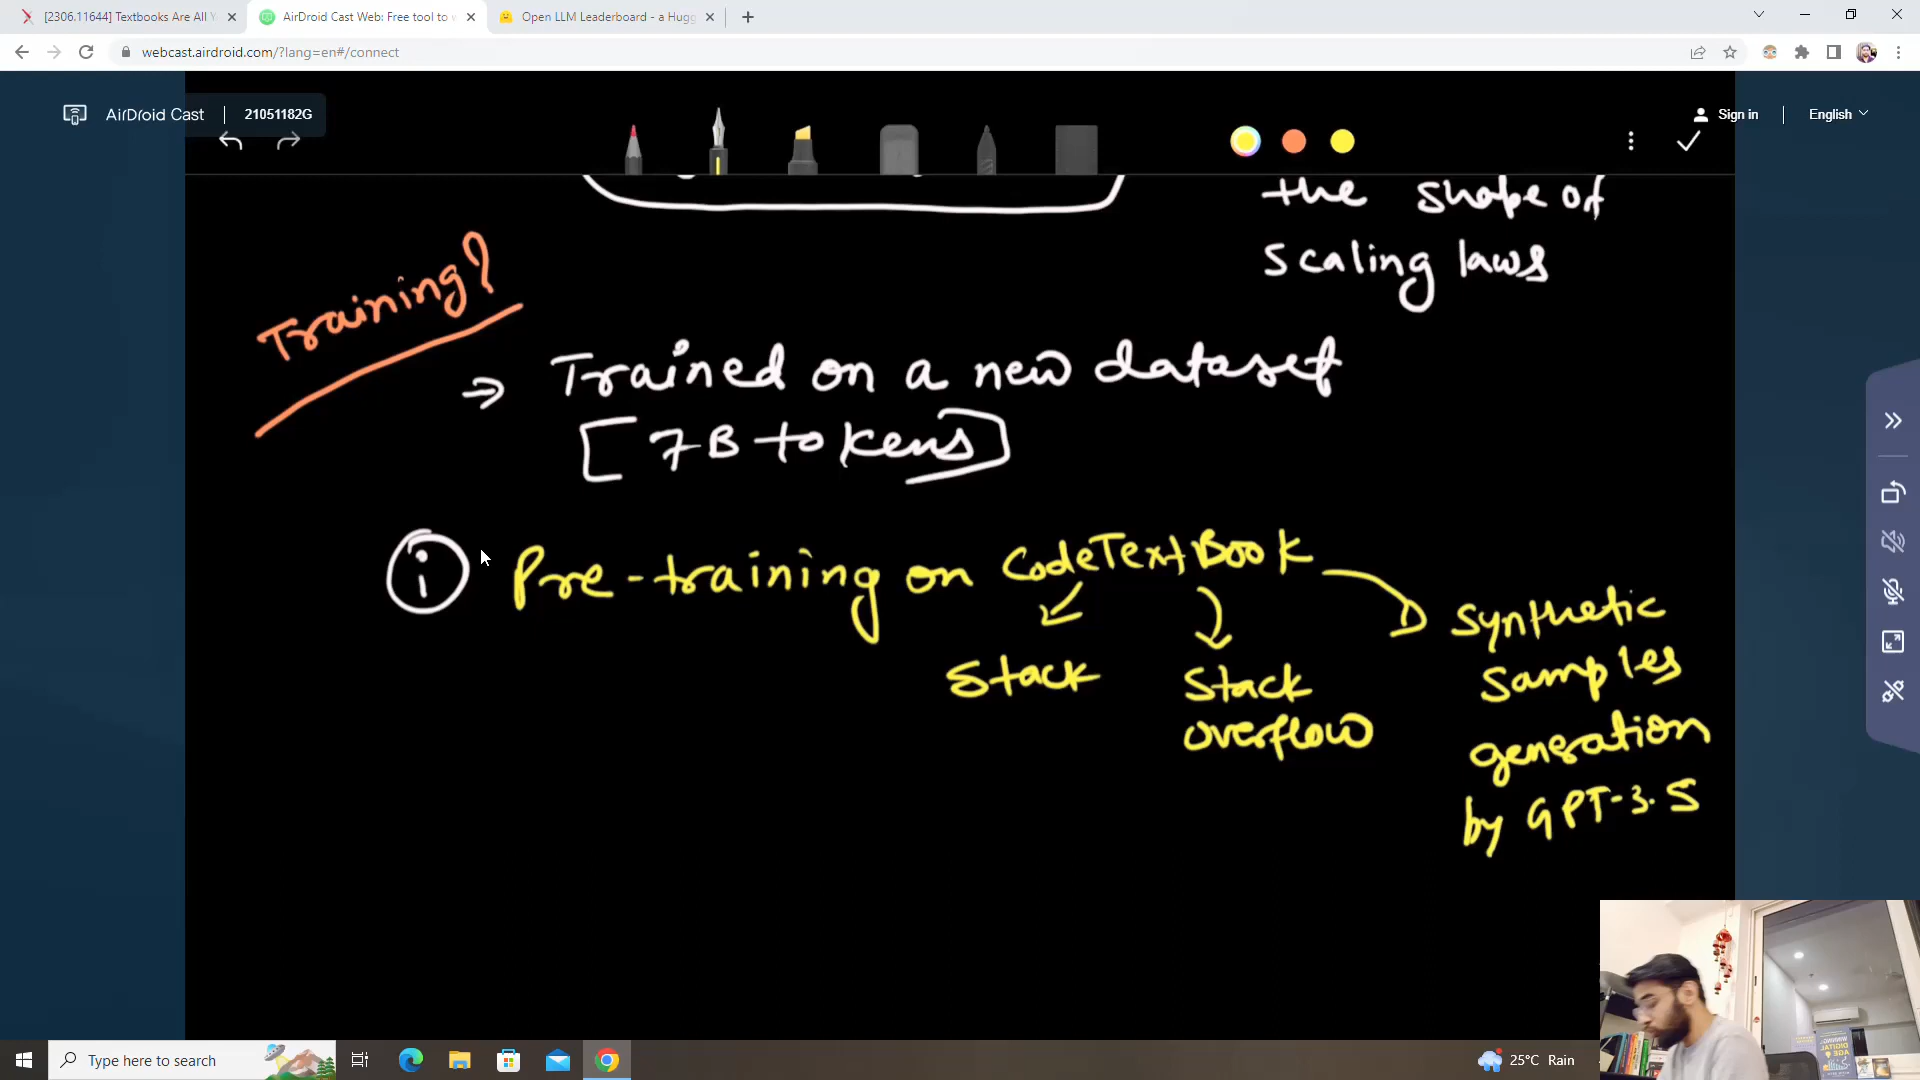 [2306.11644] Textbooks Are All Y
AirDroid Cast Web: Free tool to
Open LLM Leaderboard - a Hugg
webcast.airdroid.com/?lang=en#/connect
AirDroid Cast
21051182G
Sign in
English
the shape of
scaling laws
Training?
→ Trained on a new dataset
[7B tokens]
i Pre-training on CodeTextBook
Stack
Stack
overflow
synthetic
samples
generation
by GPT-3.5
Type here to search
25°C Rain